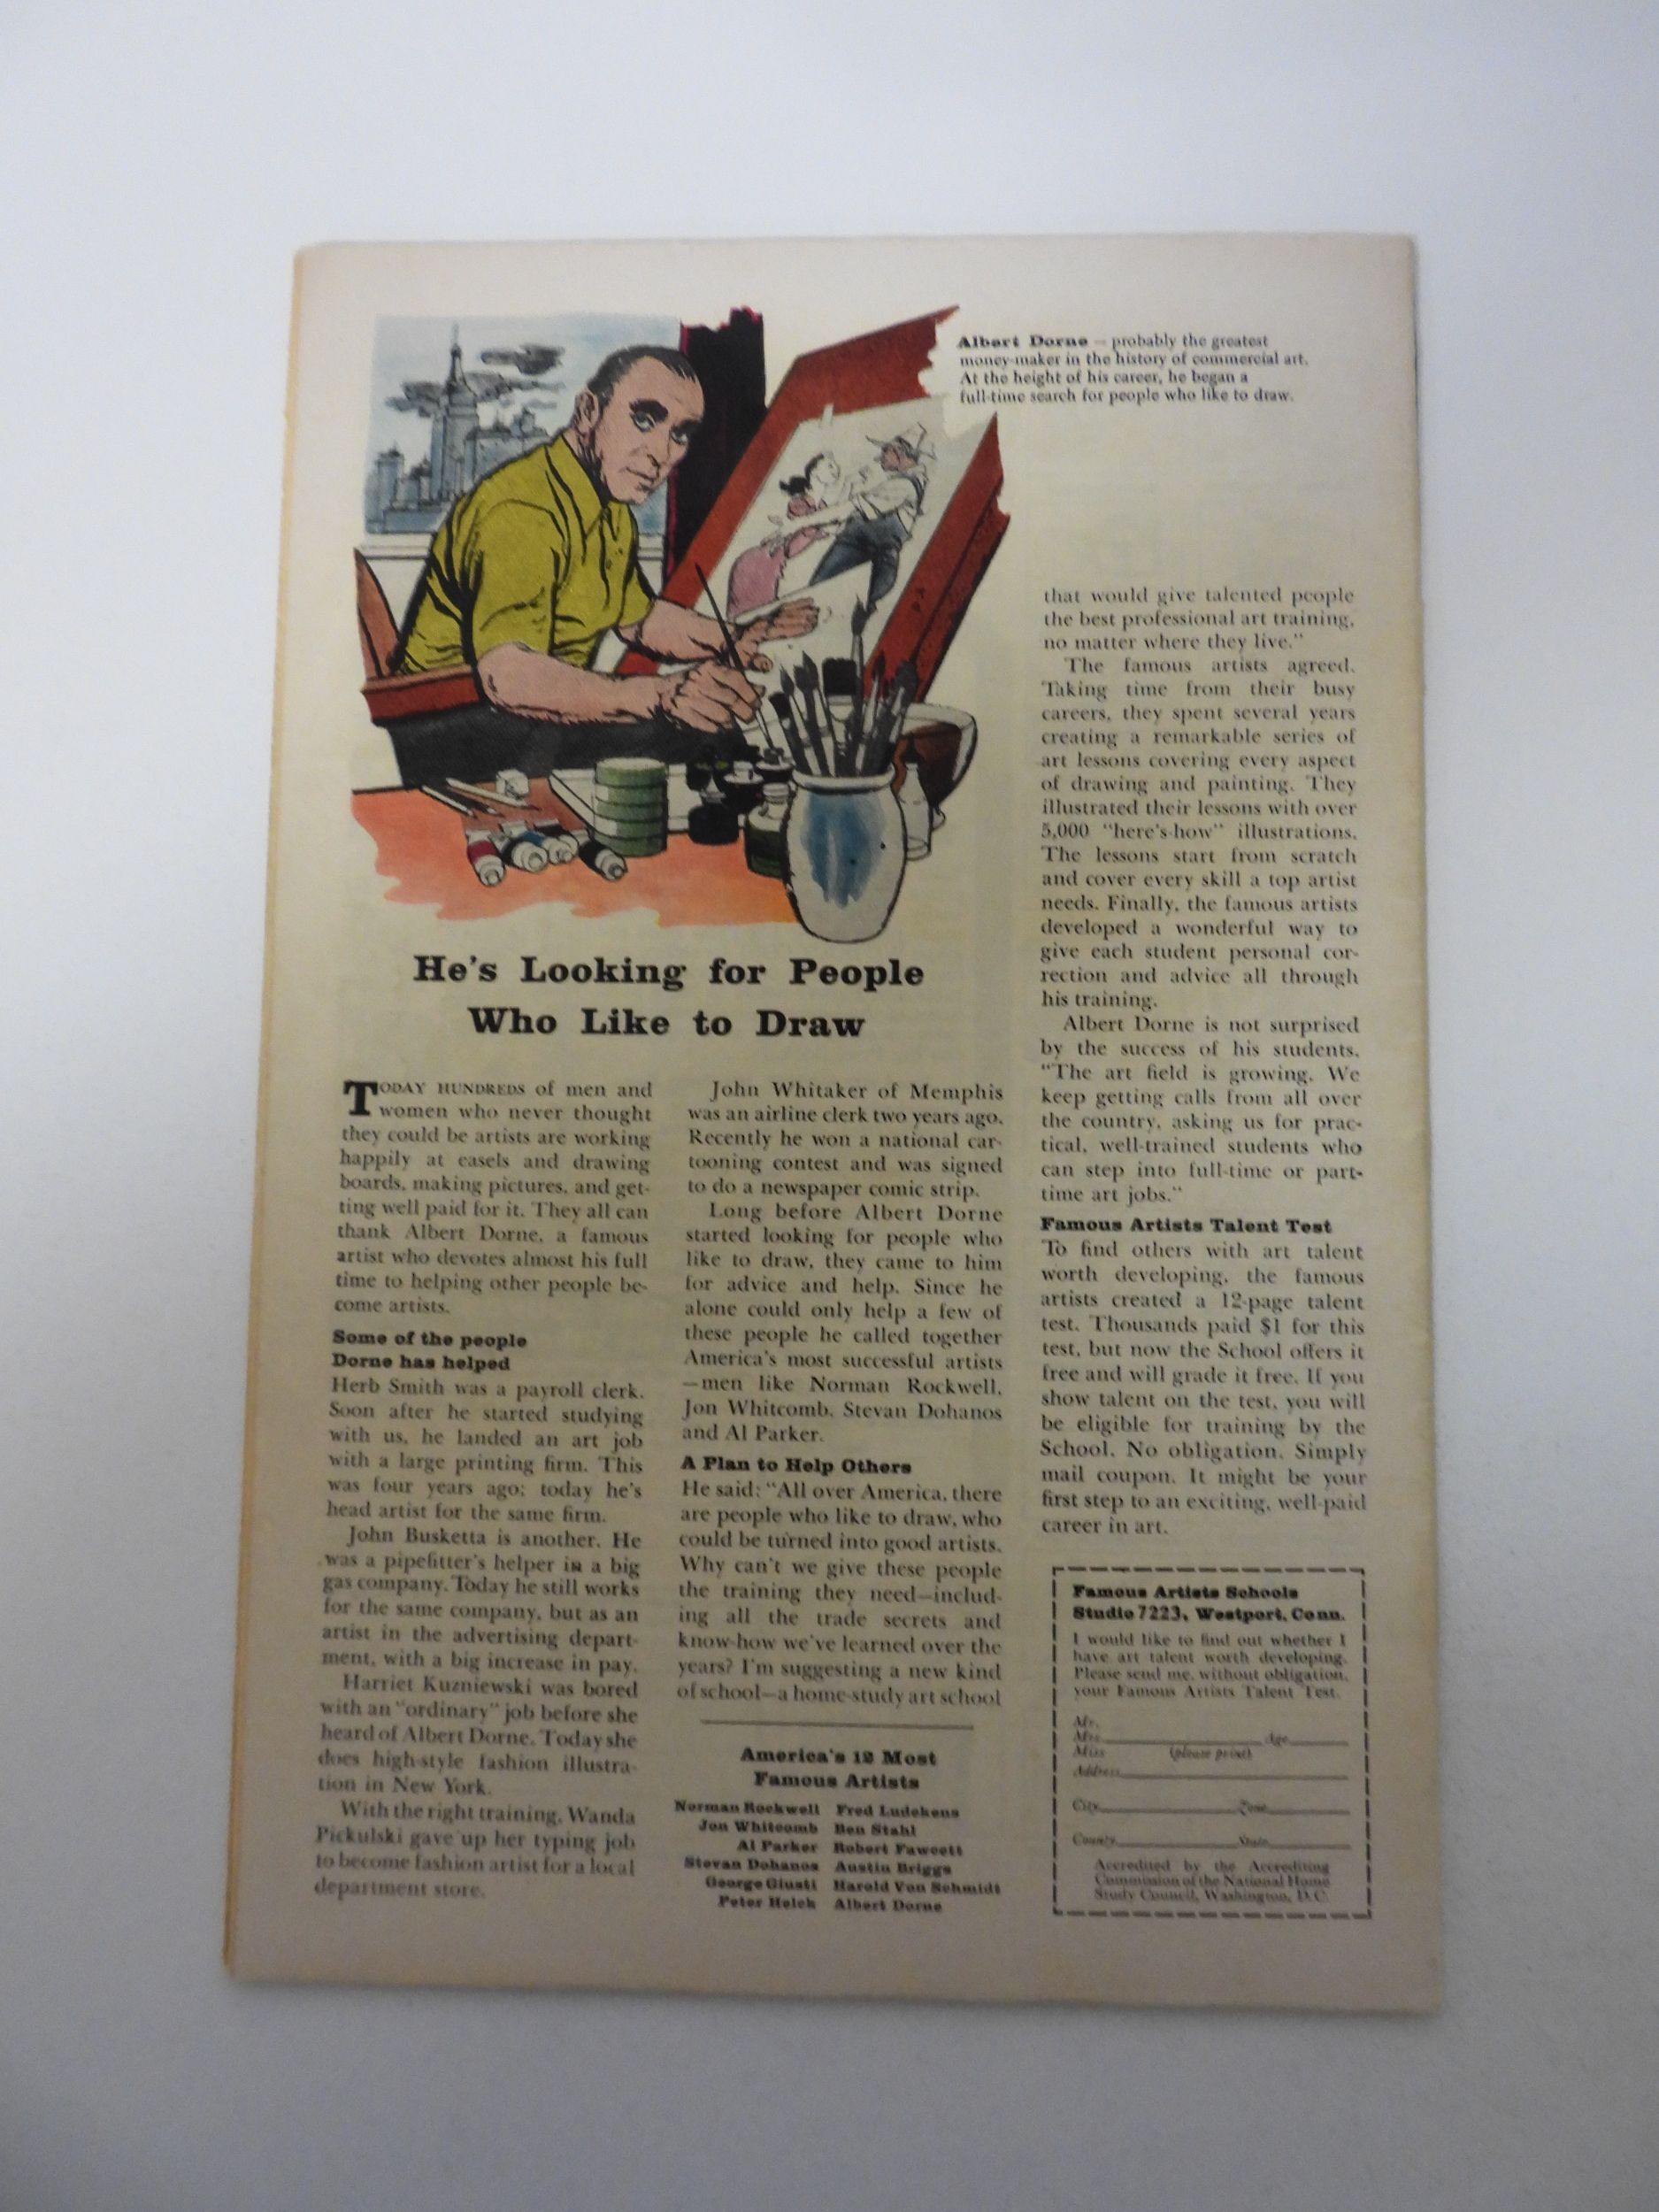 Albert Dorne — probably the greatest
money-maker in the history of commercial art.
At the height of his career, he began a
full-time search for people who like to draw.
He's Looking for People
Who Like to Draw
TODAY HUNDREDS of men and
women who never thought
they could be artists are working
happily at easels and drawing
boards, making pictures, and get-
ting well paid for it. They all can
thank Albert Dorne, a famous
artist who devotes almost his full
time to helping other people be-
come artists.
Some of the people
Dorne has helped
Herb Smith was a payroll clerk.
Soon after he started studying
with us, he landed an art job
with a large printing firm. This
was four years ago; today he's
head artist for the same firm.
John Busketta is another. He
was a pipefitter's helper in a big
gas company. Today he still works
for the same company, but as an
artist in the advertising depart-
ment, with a big increase in pay.
Harriet Kuzniewski was bored
with an "ordinary" job before she
heard of Albert Dorne. Today she
does high-style fashion illustra-
tion in New York.
With the right training, Wanda
Pickulski gave up her typing job
to become fashion artist for a local
department store.
John Whitaker of Memphis
was an airline clerk two years ago.
Recently he won a national car-
tooning contest and was signed
to do a newspaper comic strip.
Long before Albert Dorne
started looking for people who
like to draw, they came to him
for advice and help. Since he
alone could only help a few of
these people he called together
America's most successful artists
—men like Norman Rockwell,
Jon Whitcomb, Stevan Dohanos
and Al Parker.
A Plan to Help Others
He said: "All over America, there
are people who like to draw, who
could be turned into good artists.
Why can't we give these people
the training they need—includ-
ing all the trade secrets and
know-how we've learned over the
years? I'm suggesting a new kind
of school—a home-study art school
America's 12 Most
Famous Artists
Norman Rockwell Fred Ludekens
Jon Whitcomb Ben Stahl
Al Parker Robert Fawcett
Stevan Dohanos Austin Briggs
George Giusti Harold Von Schmidt
Peter Helck Albert Dorne
that would give talented people
the best professional art training,
no matter where they live."
The famous artists agreed.
Taking time from their busy
careers, they spent several years
creating a remarkable series of
art lessons covering every aspect
of drawing and painting. They
illustrated their lessons with over
5,000 "here's-how" illustrations.
The lessons start from scratch
and cover every skill a top artist
needs. Finally, the famous artists
developed a wonderful way to
give each student personal cor-
rection and advice all through
his training.
Albert Dorne is not surprised
by the success of his students.
"The art field is growing. We
keep getting calls from all over
the country, asking us for prac-
tical, well-trained students who
can step into full-time or part-
time art jobs."
Famous Artists Talent Test
To find others with art talent
worth developing, the famous
artists created a 12-page talent
test. Thousands paid $1 for this
test, but now the School offers it
free and will grade it free. If you
show talent on the test, you will
be eligible for training by the
School. No obligation. Simply
mail coupon. It might be your
first step to an exciting, well-paid
career in art.
Famous Artists Schools
Studio 7223, Westport, Conn.
I would like to find out whether I
have art talent worth developing.
Please send me, without obligation,
your Famous Artists Talent Test.
Mr.
Mrs. Age
Miss (please print)
Address
City Zone
County State
Accredited by the Accrediting
Commission of the National Home
Study Council, Washington, D.C.